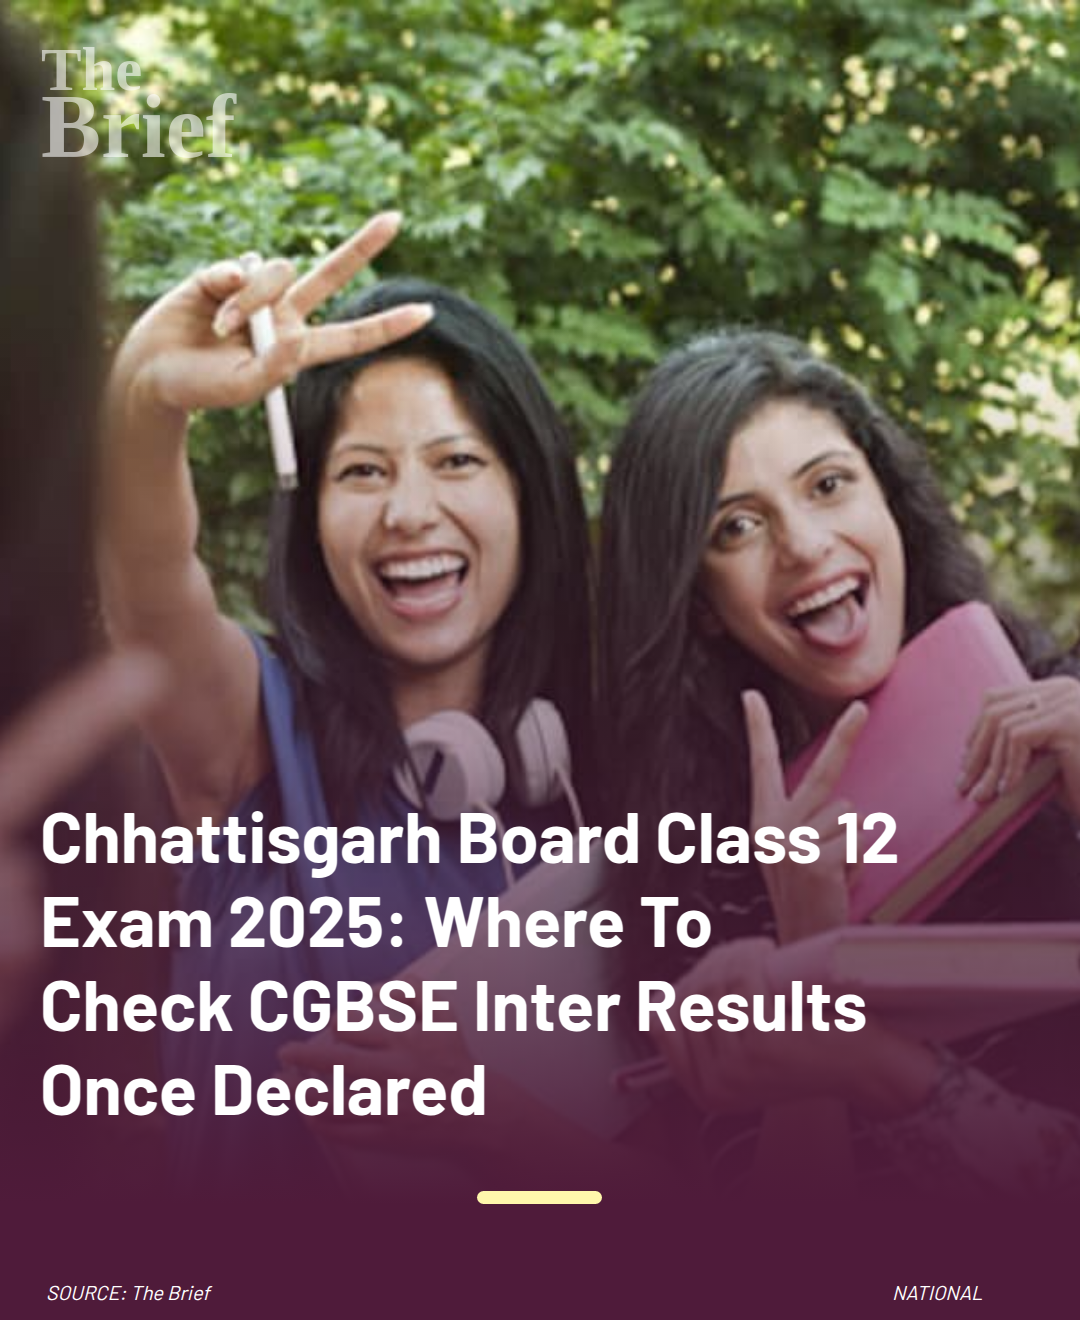 The
Brief
Chhattisgarh Board Class 12
Exam 2025: Where To
Check CGBSE Inter Results
Once Declared
SOURCE: The Brief
NATIONAL